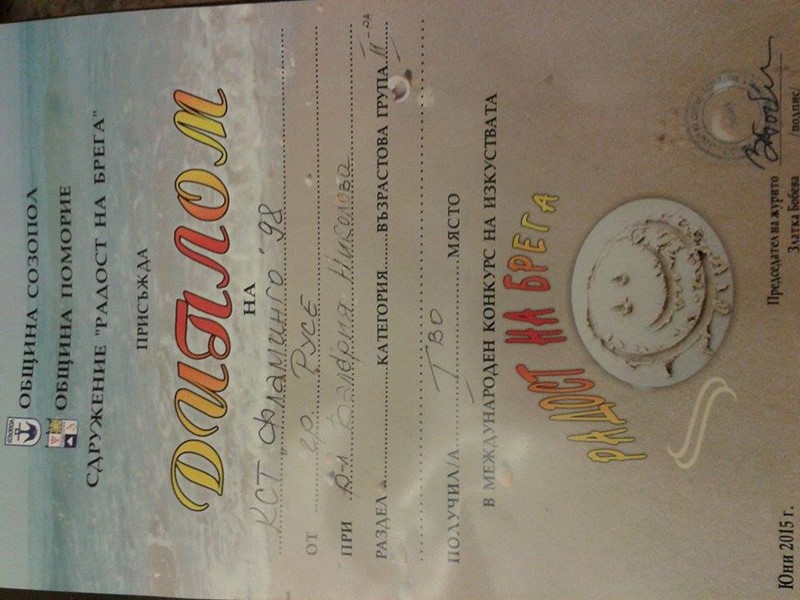 ОБЩИНА СОЗОПОЛ
ОБЩИНА ПОМОРИЕ
СДРУЖЕНИЕ "РАДОСТ НА БРЕГА"
ПРИСЪЖДА
ДИПЛОМ
НА
КСТ "Фламинго '98
ОТ гр. Русе
ПРИ Р-л Валерия Николова
РАЗДЕЛ КАТЕГОРИЯ ВЪЗРАСТОВА ГРУПА II-ра
ПОЛУЧИЛ/А I-во МЯСТО
В МЕЖДУНАРОДЕН КОНКУРС НА ИЗКУСТВАТА
РАДОСТ НА БРЕГА
Юни 2015 г.
Председател на журито
Златка Бобева /подпис/